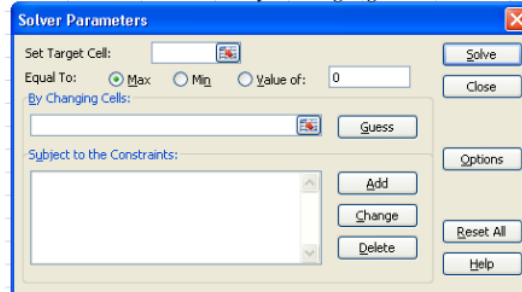 Solver Parameters
Set Target Cell:
Solve
Equal To: Max Min Value of: 0
Close
By Changing Cells:
Guess
Subject to the Constraints:
Options
Add
Change
Reset All
Delete
Help